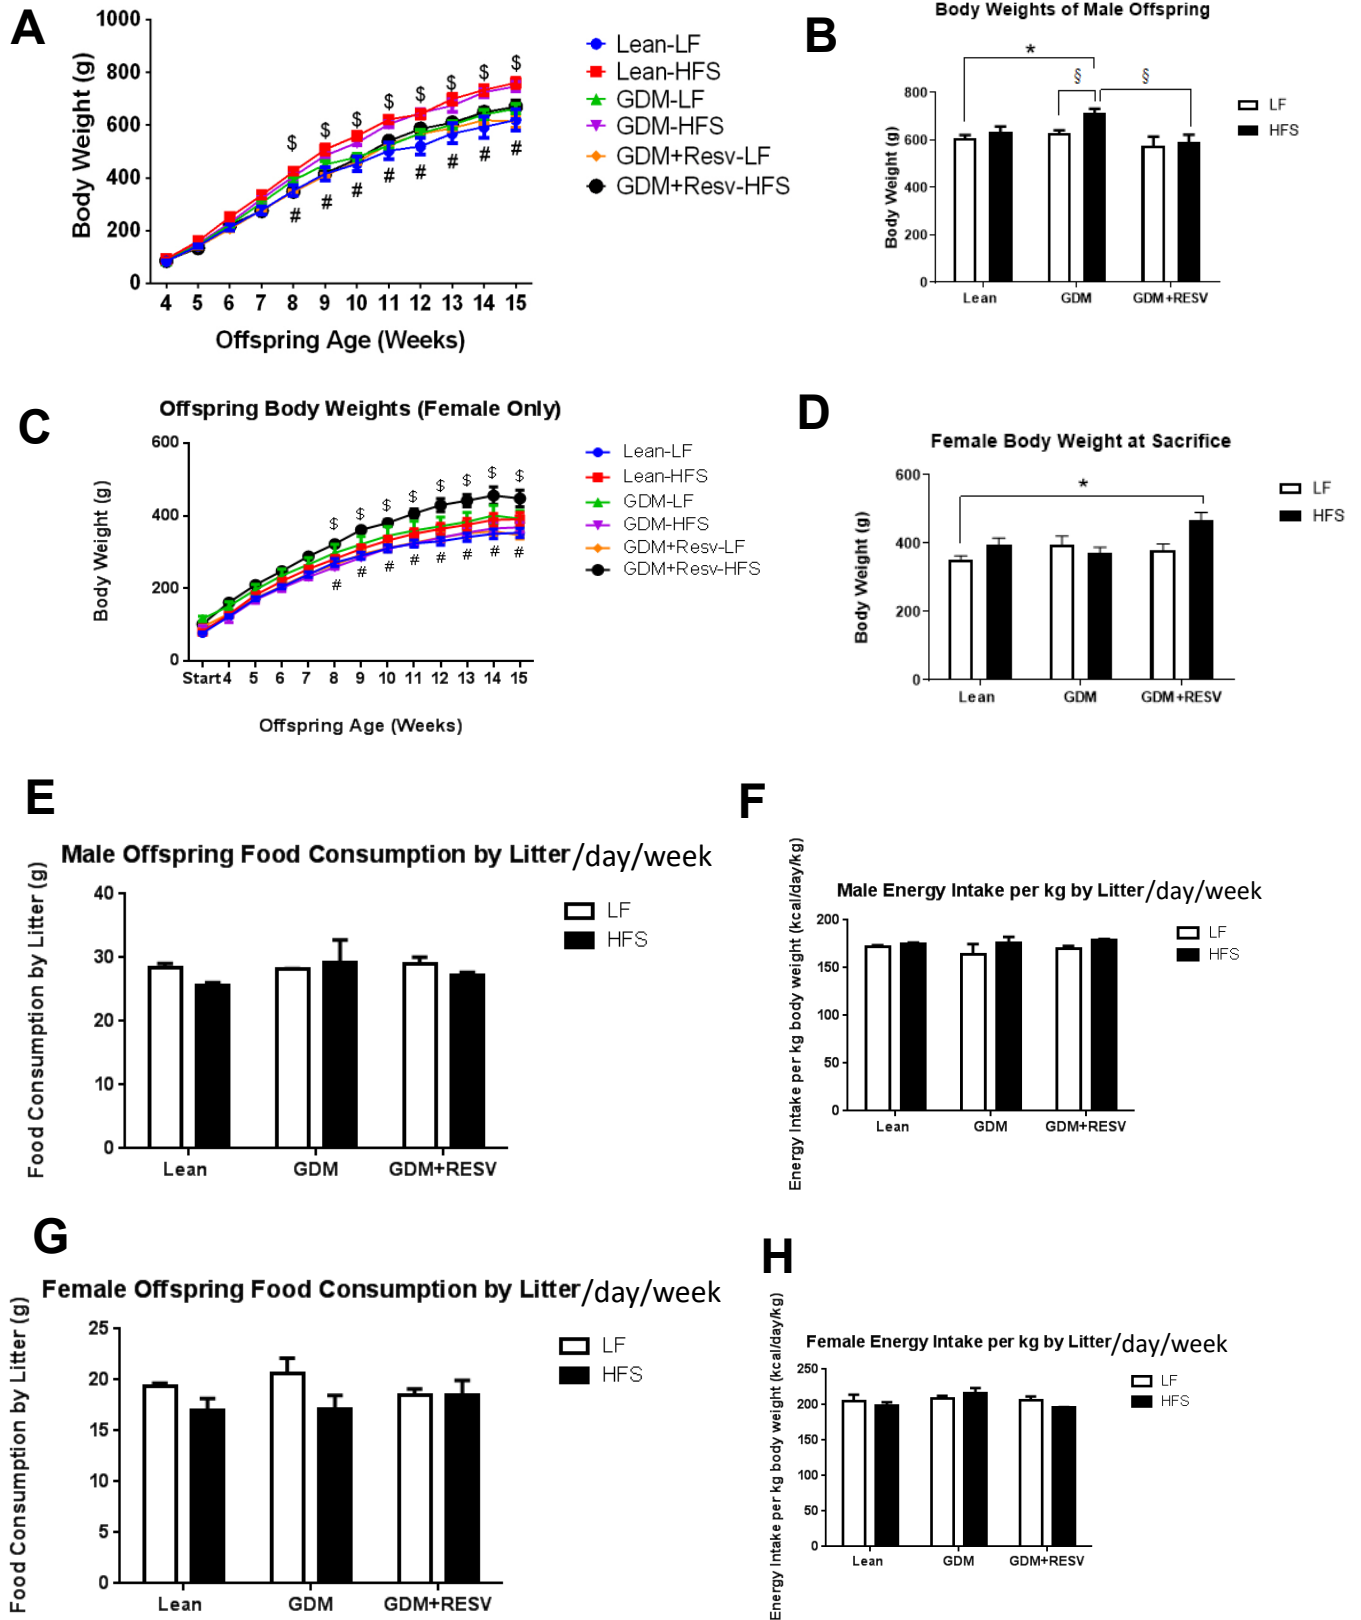 A
1000
800
600
400
200
0
Body Weight (g)
$ $ $ $ $ $ $ $
# # # # # # # #
4 5 6 7 8 9 10 11 12 13 14 15
Offspring Age (Weeks)
Lean-LF
Lean-HFS
GDM-LF
GDM-HFS
GDM+Resv-LF
GDM+Resv-HFS
B
Body Weights of Male Offspring
*
§ §
800
600
400
200
0
Body Weight (g)
Lean GDM GDM+RESV
LF
HFS
C
Offspring Body Weights (Female Only)
600
400
200
0
Body Weight (g)
$ $ $ $ $ $ $ $
# # # # # # # #
Start 4 5 6 7 8 9 10 11 12 13 14 15
Offspring Age (Weeks)
Lean-LF
Lean-HFS
GDM-LF
GDM-HFS
GDM+Resv-LF
GDM+Resv-HFS
D
Female Body Weight at Sacrifice
*
600
400
200
0
Body Weight (g)
Lean GDM GDM+RESV
LF
HFS
E
Male Offspring Food Consumption by Litter/day/week
40
30
20
10
0
Food Consumption by Litter (g)
Lean GDM GDM+RESV
LF
HFS
F
Male Energy Intake per kg by Litter/day/week
200
150
100
50
0
Energy Intake per kg body weight (kcal/day/kg)
Lean GDM GDM+RESV
LF
HFS
G
Female Offspring Food Consumption by Litter/day/week
25
20
15
10
5
0
Food Consumption by Litter (g)
Lean GDM GDM+RESV
LF
HFS
H
Female Energy Intake per kg by Litter/day/week
250
200
150
100
50
0
Energy Intake per kg body weight (kcal/day/kg)
Lean GDM GDM+RESV
LF
HFS